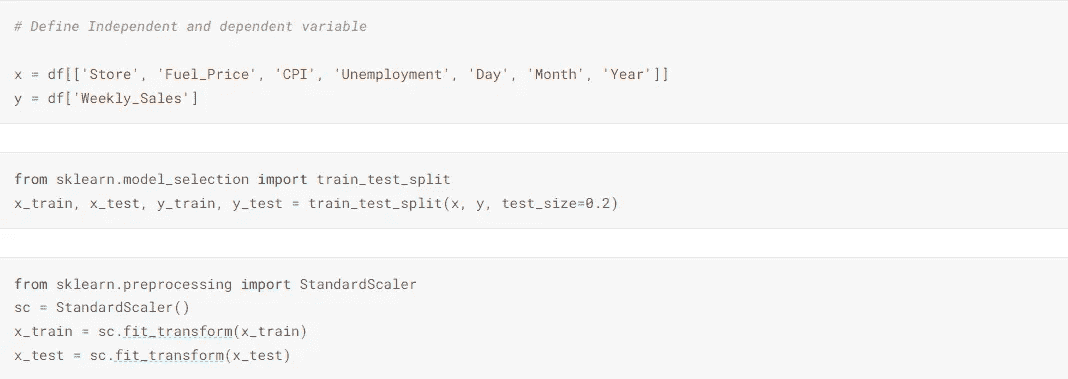 # Define Independent and dependent variable
x = df[['Store', 'Fuel_Price', 'CPI', 'Unemployment', 'Day', 'Month', 'Year']]
y = df['Weekly_Sales']
from sklearn.model_selection import train_test_split
x_train, x_test, y_train, y_test = train_test_split(x, y, test_size=0.2)
from sklearn.preprocessing import StandardScaler
sc = StandardScaler()
x_train = sc.fit_transform(x_train)
x_test = sc.fit_transform(x_test)